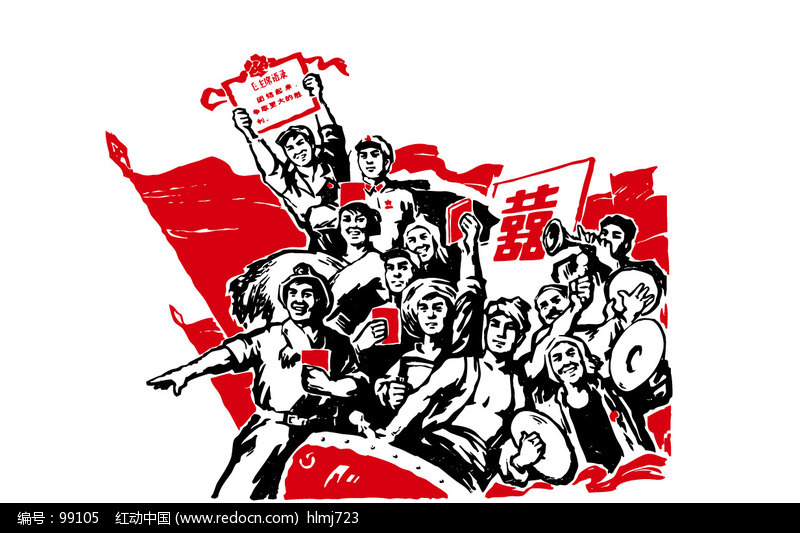 毛主席语录
团结起来,
争取更大的胜
利。
囍
编号:99105 红动中国 (www.redocn.com) hlmj723